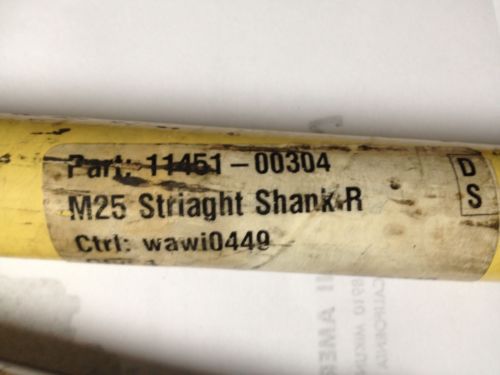 Part: 11451-00304
M25 Striaght Shank R
Ctrl: wawi0449
D
S